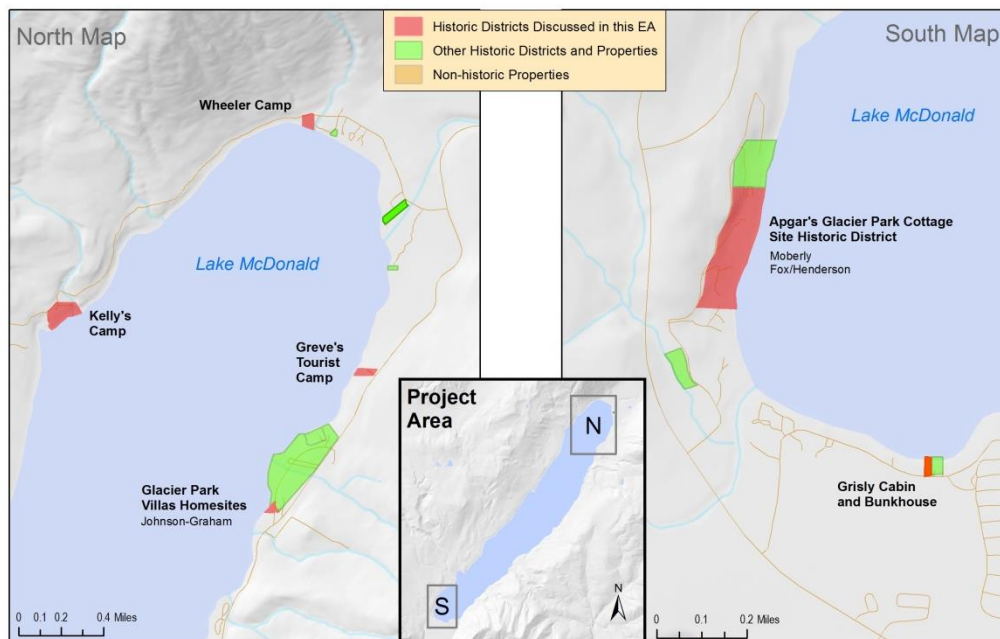 North Map
Historic Districts Discussed in this EA
Other Historic Districts and Properties
Non-historic Properties
South Map
Wheeler Camp
Lake McDonald
Kelly's
Camp
Greve's
Tourist
Camp
Glacier Park
Villas Homesites
Johnson-Graham
0 0.1 0.2 0.4 Miles
Project
Area
N
S
N
Lake McDonald
Apgar's Glacier Park Cottage
Site Historic District
Moberly
Fox/Henderson
Grisly Cabin
and Bunkhouse
0 0.05 0.1 0.2 Miles